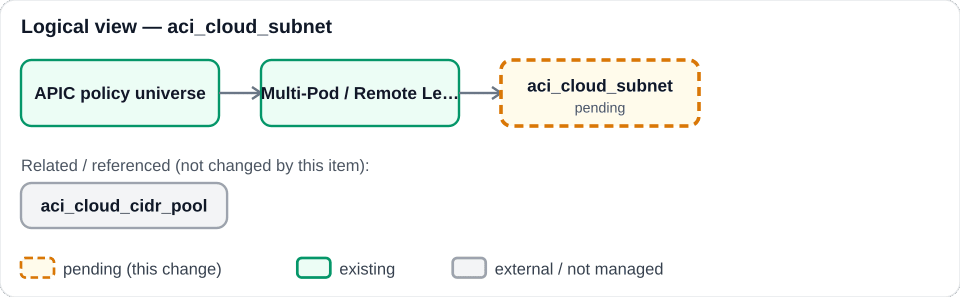 Logical view — aci_cloud_subnet
APIC policy universe
Multi-Pod / Remote Le…
aci_cloud_subnet
pending
Related / referenced (not changed by this item):
aci_cloud_cidr_pool
pending (this change)
existing
external / not managed